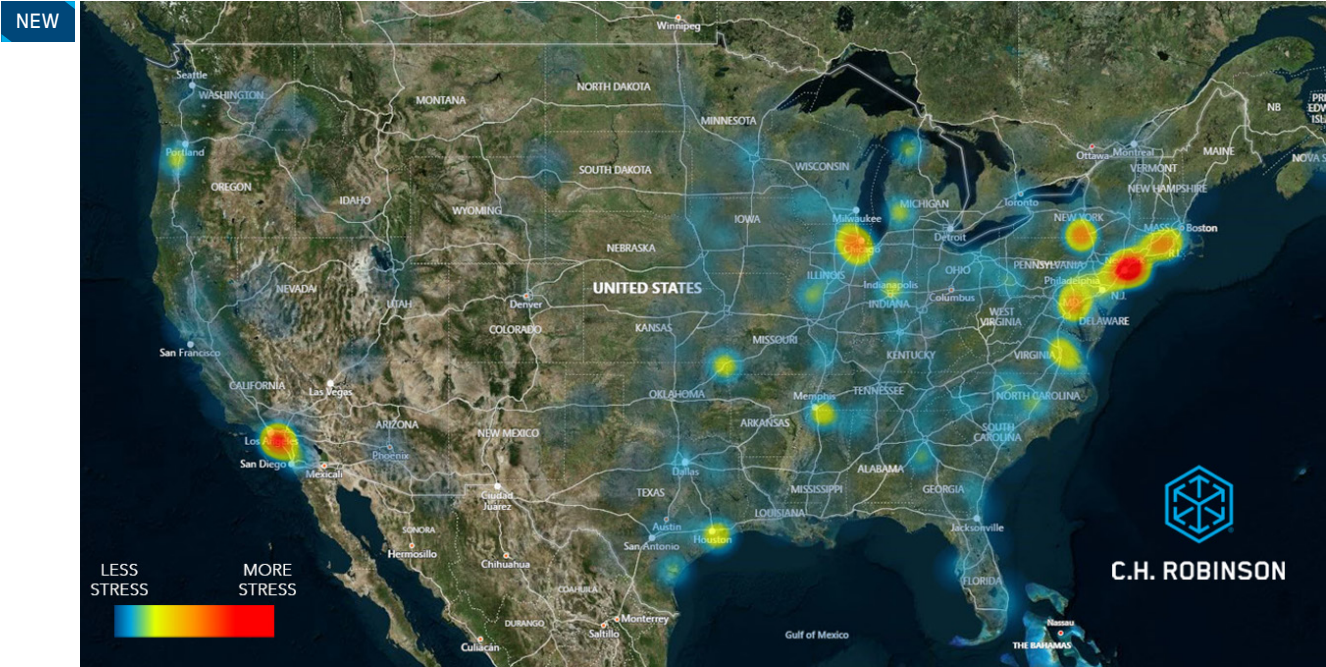 NEW
Winnipeg
Seattle
WASHINGTON
MONTANA
NORTH DAKOTA
MINNESOTA
NB
Portland
Ottawa
Montreal
MAINE
VERMONT
SOUTH DAKOTA
WISCONSIN
NOVA S
OREGON
IDAHO
WYOMING
NEW HAMPSHIRE
MICHIGAN
Toronto
IOWA
Milwaukee
NEW YORK
MASS
Boston
Detroit
NEBRASKA
R.I.
PENNSYLVANIA
OHIO
ILLINOIS
NEVADA
UTAH
UNITED STATES
Indianapolis
Philadelphia
Denver
INDIANA
Columbus
N.J.
WEST
VIRGINIA
DELAWARE
COLORADO
KANSAS
MISSOURI
San Francisco
KENTUCKY
VIRGINIA
CALIFORNIA
Las Vegas
OKLAHOMA
Memphis
TENNESSEE
NORTH CAROLINA
ARIZONA
NEW MEXICO
ARKANSAS
SOUTH
CAROLINA
Los Angeles
Phoenix
San Diego
Mexicali
Dallas
ALABAMA
Ciudad
Juárez
TEXAS
MISSISSIPPI
GEORGIA
LOUISIANA
SONORA
Austin
Jacksonville
Hermosillo
San Antonio
Houston
Chihuahua
LESS
STRESS
MORE
STRESS
C.H. ROBINSON
FLORIDA
COAHUILA
DURANGO
Monterrey
Saltillo
Culiacán
Gulf of Mexico
Nassau
THE BAHAMAS